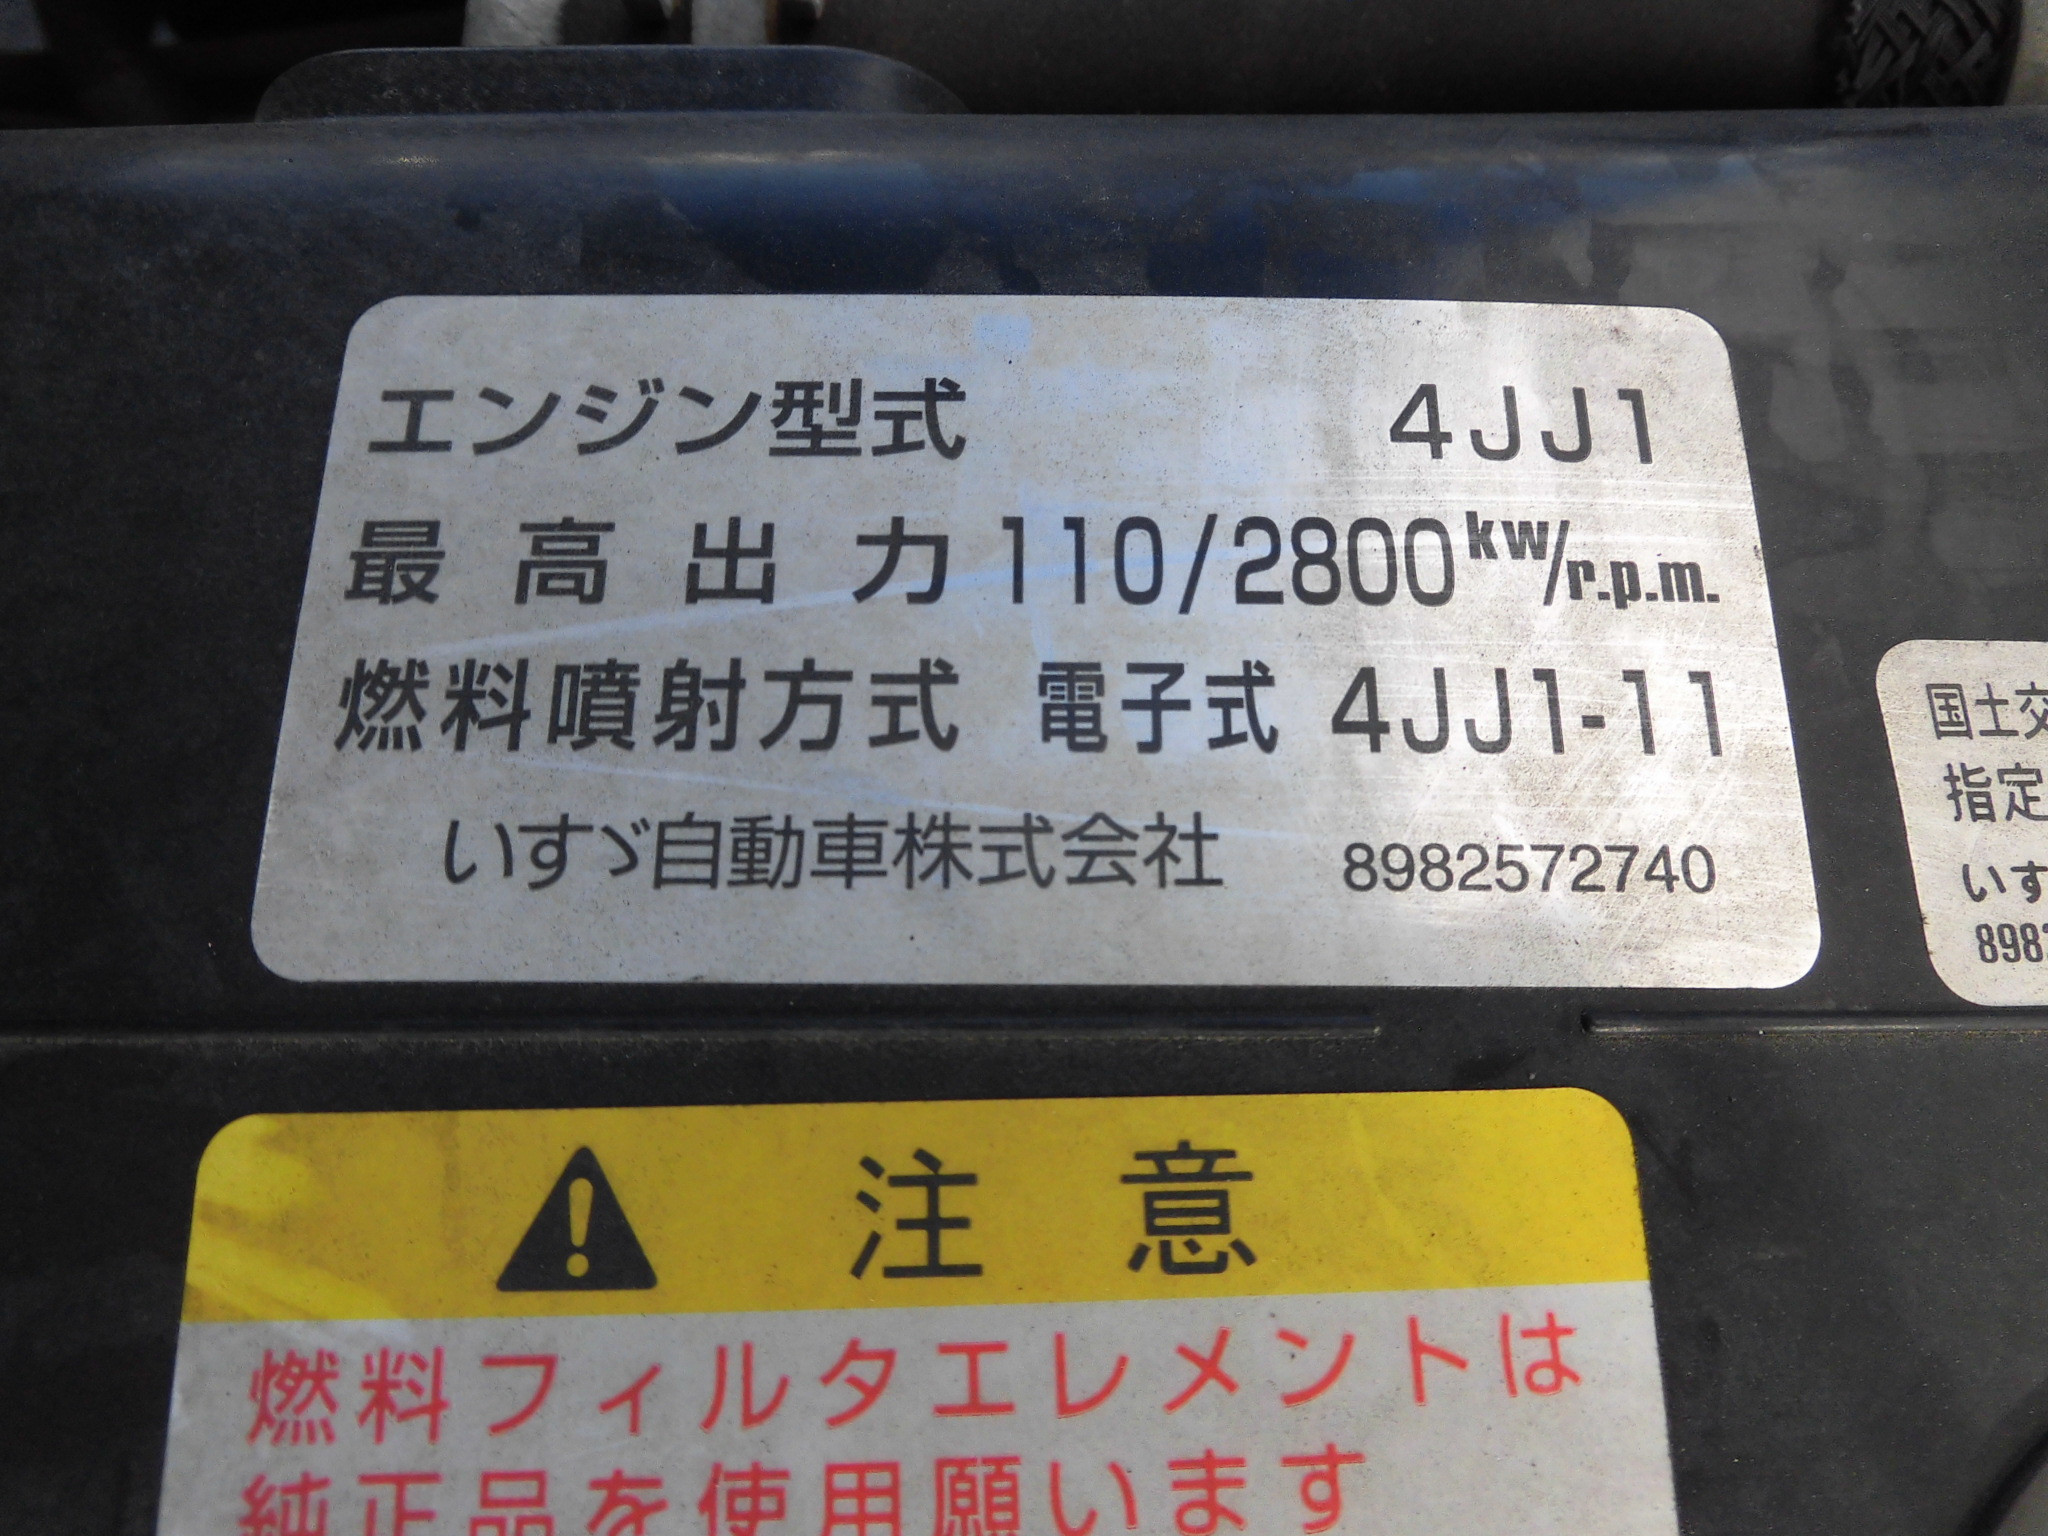 エンジン型式 4JJ1
最高出力 110/2800kw/r.p.m.
燃料噴射方式 電子式 4JJ1-11
いすゞ自動車株式会社 8982572740
国土交
指定
いす
898
注意
燃料フィルタエレメントは
純正品を使用願います